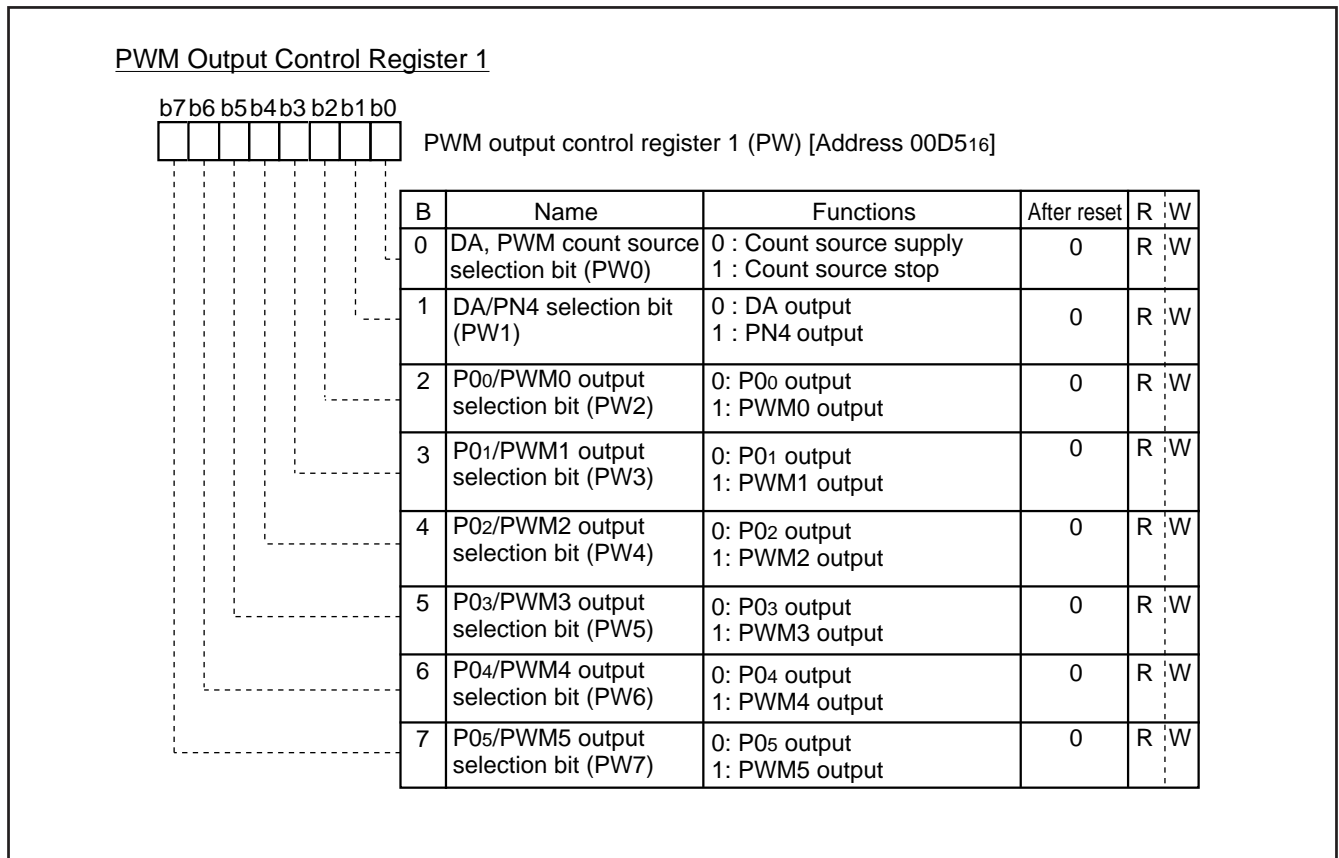 PWM Output Control Register 1
b7 b6 b5 b4 b3 b2 b1 b0
PWM output control register 1 (PW) [Address 00D516]
B Name Functions After reset R W
0 DA, PWM count source selection bit (PW0) 0 : Count source supply 1 : Count source stop 0 R W
1 DA/PN4 selection bit (PW1) 0 : DA output 1 : PN4 output 0 R W
2 P00/PWM0 output selection bit (PW2) 0: P00 output 1: PWM0 output 0 R W
3 P01/PWM1 output selection bit (PW3) 0: P01 output 1: PWM1 output 0 R W
4 P02/PWM2 output selection bit (PW4) 0: P02 output 1: PWM2 output 0 R W
5 P03/PWM3 output selection bit (PW5) 0: P03 output 1: PWM3 output 0 R W
6 P04/PWM4 output selection bit (PW6) 0: P04 output 1: PWM4 output 0 R W
7 P05/PWM5 output selection bit (PW7) 0: P05 output 1: PWM5 output 0 R W